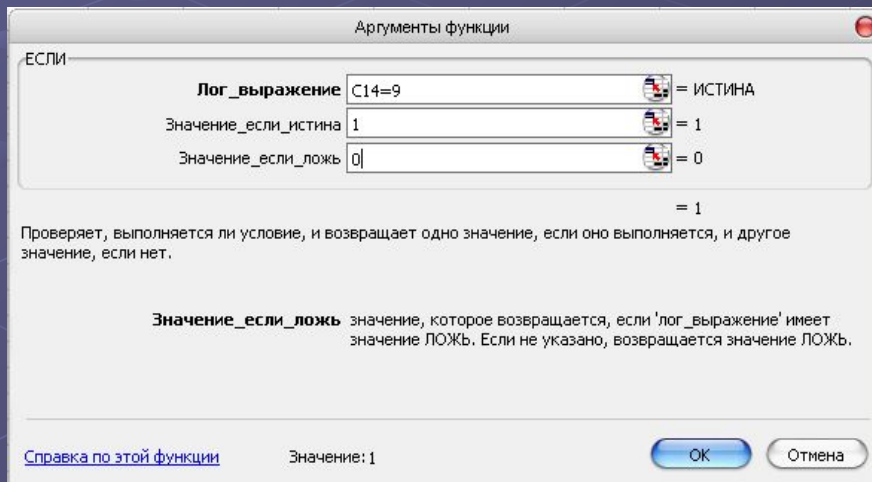 Аргументы функции
ЕСЛИ
Лог_выражение C14=9 = ИСТИНА
Значение_если_истина 1 = 1
Значение_если_ложь 0 = 0
= 1
Проверяет, выполняется ли условие, и возвращает одно значение, если оно выполняется, и другое
значение, если нет.
Значение_если_ложь значение, которое возвращается, если 'лог_выражение' имеет
значение ЛОЖЬ. Если не указано, возвращается значение ЛОЖЬ.
Справка по этой функции Значение:1 OK Отмена